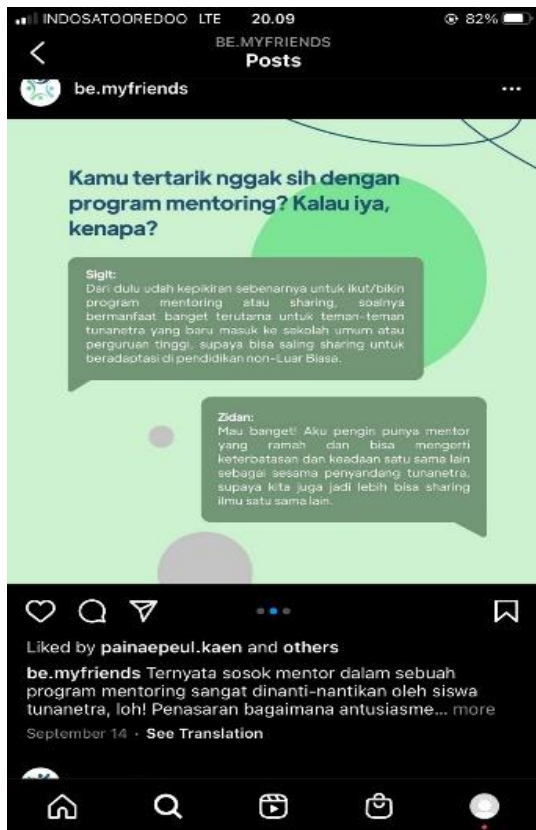 INDOSATOOREDOO LTE 20.09 82%
BE.MYFRIENDS
Posts
be.myfriends
Kamu tertarik nggak sih dengan
program mentoring? Kalau iya,
kenapa?
Sigit:
Dari dulu udah kepikiran sebenarnya untuk ikut/bikin
program mentoring atau sharing, soalnya
bermanfaat banget terutama untuk teman-teman
tunanetra yang baru masuk ke sekolah umum atau
perguruan tinggi, supaya bisa saling sharing untuk
beradaptasi di pendidikan non-Luar Biasa.
Zidan:
Mau banget! Aku pengin punya mentor
yang ramah dan bisa mengerti
keterbatasan dan keadaan satu sama lain
sebagai sesama penyandang tunanetra,
supaya kita juga jadi lebih bisa sharing
ilmu satu sama lain.
Liked by painaepeul.kaen and others
be.myfriends Ternyata sosok mentor dalam sebuah
program mentoring sangat dinanti-nantikan oleh siswa
tunanetra, loh! Penasaran bagaimana antusiasme... more
September 14 · See Translation